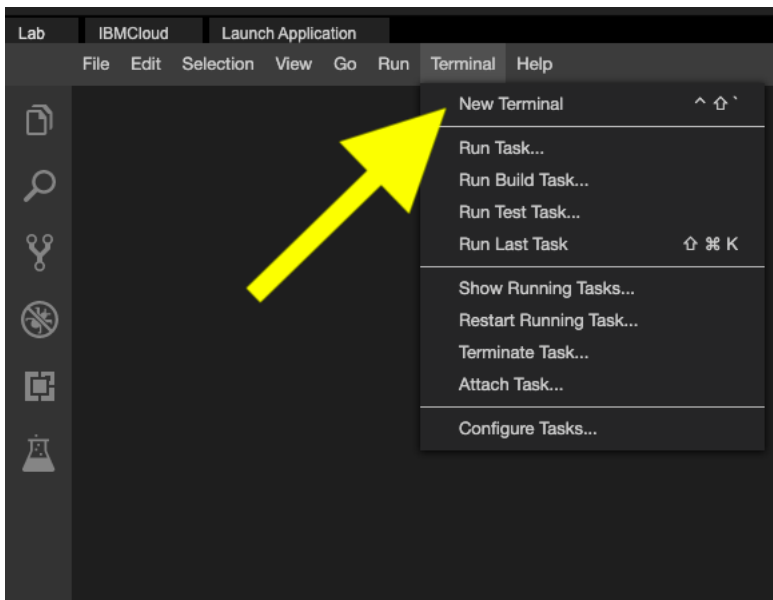 Lab IBMCloud Launch Application
File Edit Selection View Go Run Terminal Help
New Terminal ^ ⇧ `
Run Task...
Run Build Task...
Run Test Task...
Run Last Task ⇧ ⌘ K
Show Running Tasks...
Restart Running Task...
Terminate Task...
Attach Task...
Configure Tasks...